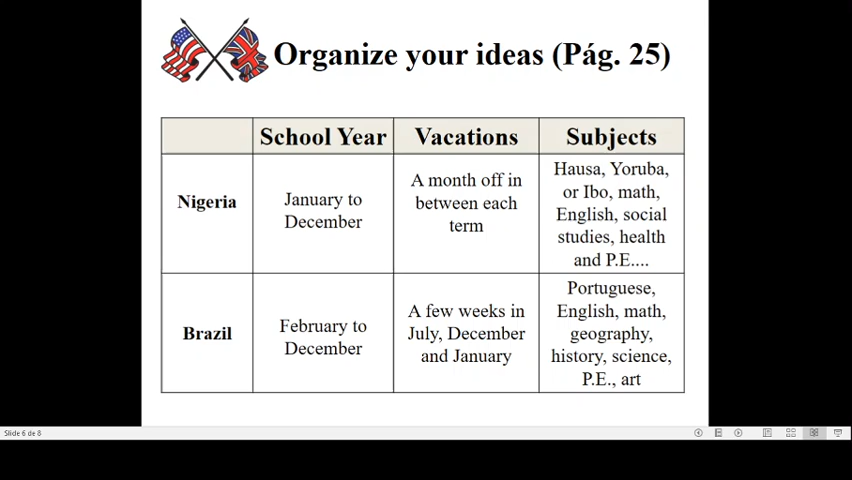 Organize your ideas (Pág. 25)
School Year
Vacations
Subjects
Nigeria
January to
December
A month off in
between each
term
Hausa, Yoruba,
or Ibo, math,
English, social
studies, health
and P.E....
Brazil
February to
December
A few weeks in
July, December
and January
Portuguese,
English, math,
geography,
history, science,
P.E., art
Slide 6 de 8